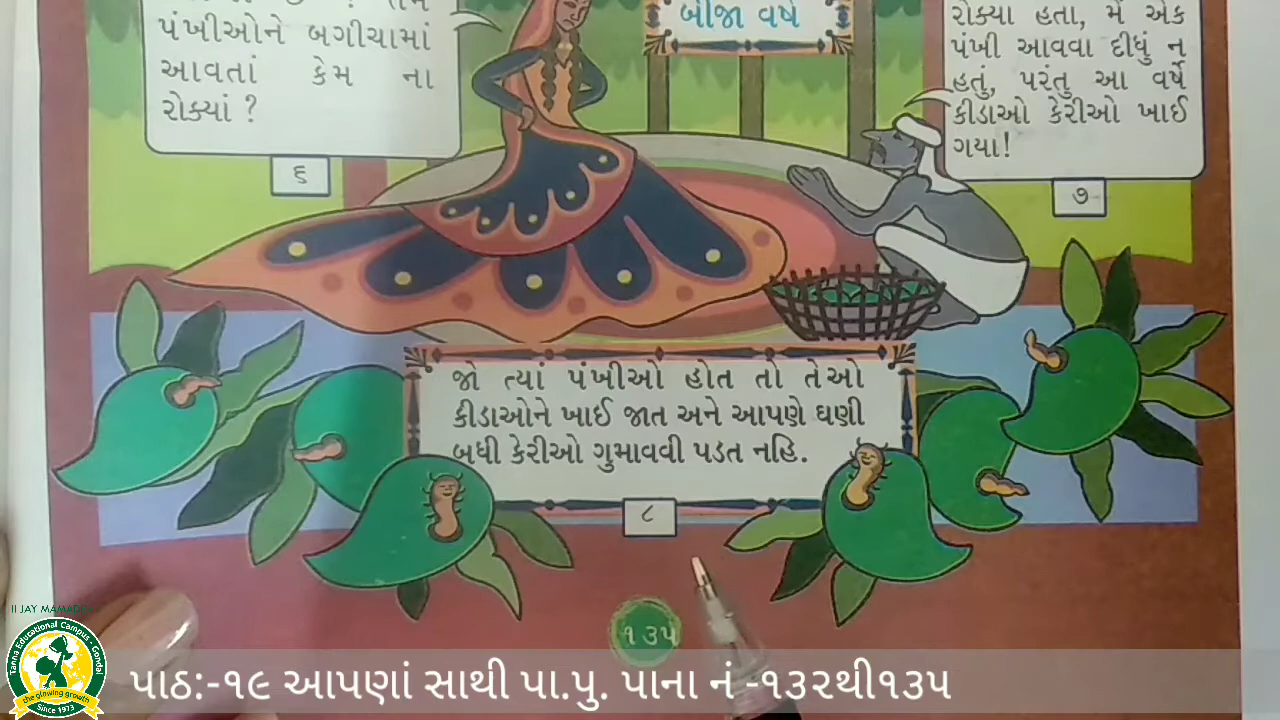 પંખીઓને બગીચામાં
આવતાં કેમ ના
રોક્યાં ?
૬
બીજા વર્ષે
રોક્યા હતા, મેં એક
પંખી આવવા દીધું ન
હતું, પરંતુ આ વર્ષે
કીડાઓ કેરીઓ ખાઈ
ગયા!
૭
જો ત્યાં પંખીઓ હોત તો તેઓ
કીડાઓને ખાઈ જાત અને આપણે ઘણી
બધી કેરીઓ ગુમાવવી પડત નહિ.
૮
૧૩૫
II JAY MAMADEV
Tanna Educational Campus - Gondal
the glowing growth
Since 1973
પાઠ:-૧૯ આપણાં સાથી પા.પુ. પાના નં -૧૩૨થી૧૩૫